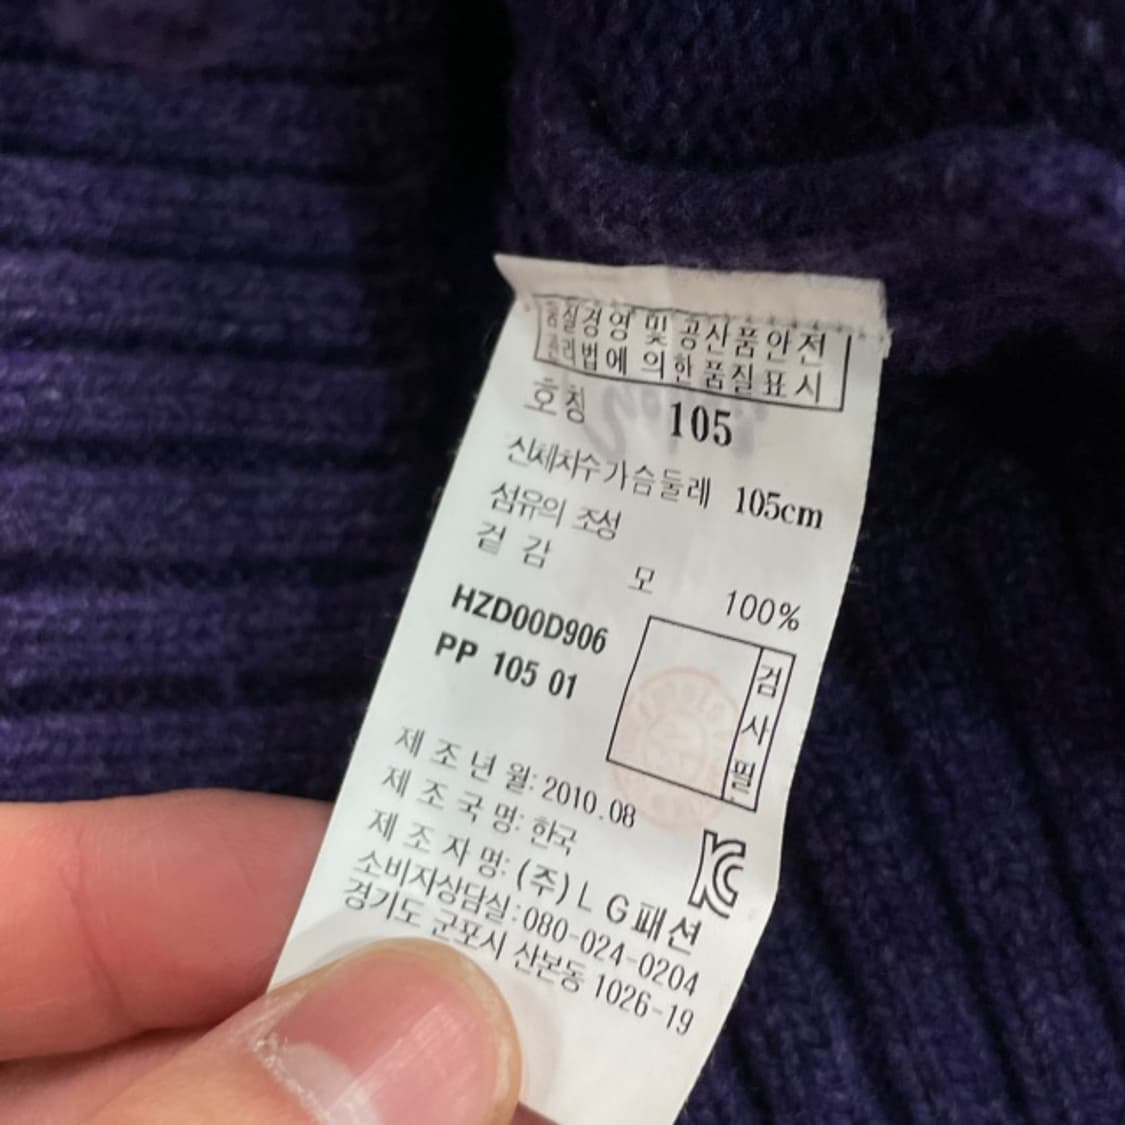 품질경영 및 공산품안전
관리법에 의한 품질표시
호칭 105
신체치수 가슴둘레 105cm
섬유의 조성
겉 감 모 100%
HZD00D906
PP 105 01
검사필
제 조 년 월: 2010.08
제 조 국 명: 한국
제 조 자 명: (주) L G 패션
소비자상담실: 080-024-0204
경기도 군포시 산본동 1026-19